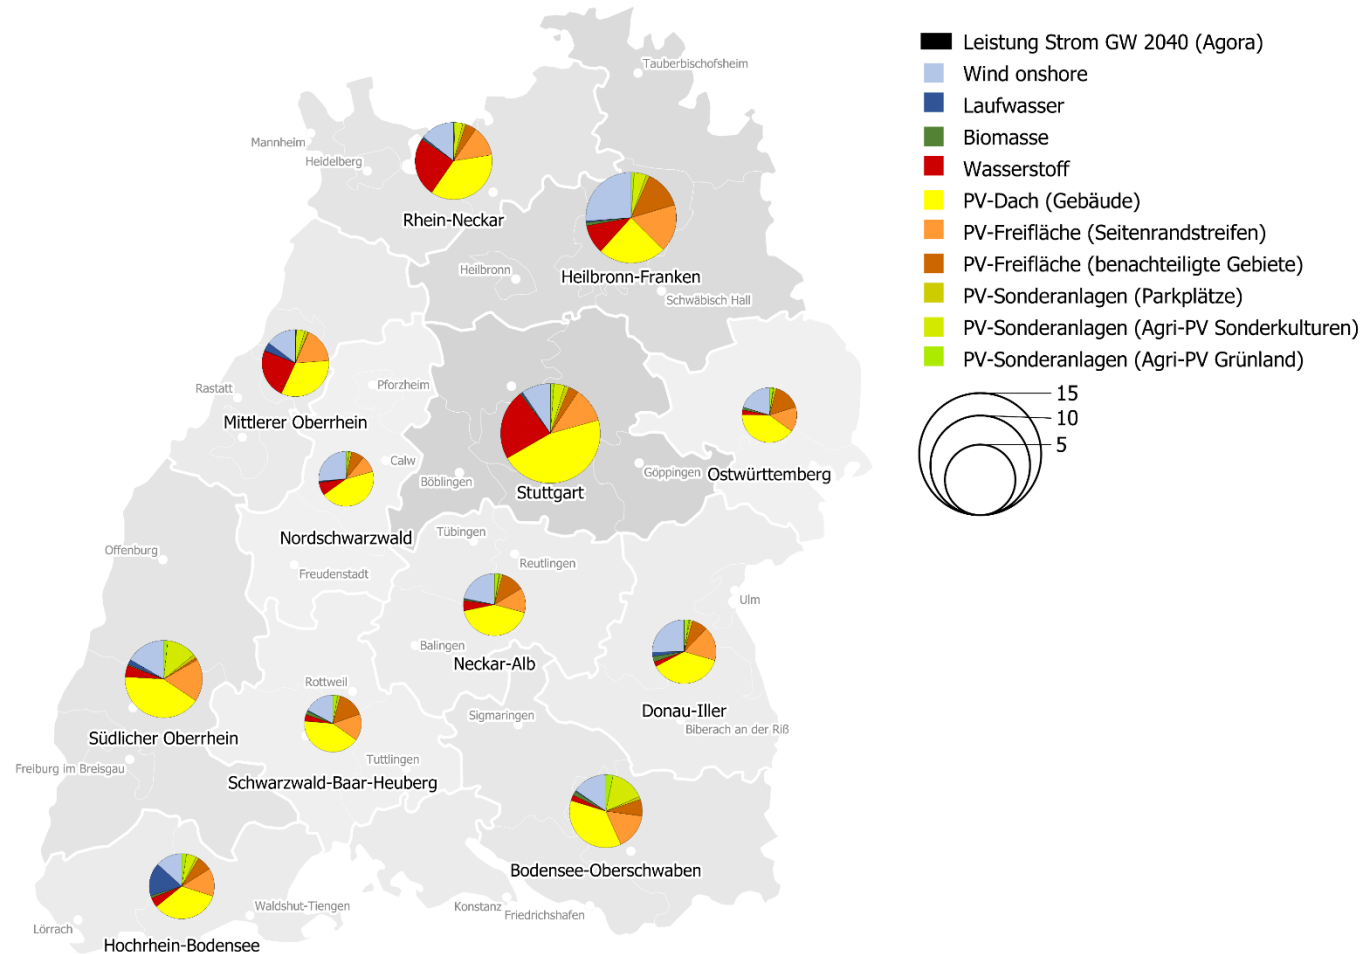 Leistung Strom GW 2040 (Agora)
Wind onshore
Laufwasser
Biomasse
Wasserstoff
PV-Dach (Gebäude)
PV-Freifläche (Seitenrandstreifen)
PV-Freifläche (benachteiligte Gebiete)
PV-Sonderanlagen (Parkplätze)
PV-Sonderanlagen (Agri-PV Sonderkulturen)
PV-Sonderanlagen (Agri-PV Grünland)
15
10
5
Tauberbischofsheim
Mannheim
Heidelberg
Rhein-Neckar
Heilbronn
Heilbronn-Franken
Schwäbisch Hall
Rastatt
Pforzheim
Mittlerer Oberrhein
Calw
Böblingen
Stuttgart
Göppingen
Ostwürttemberg
Nordschwarzwald
Tübingen
Offenburg
Reutlingen
Freudenstadt
Ulm
Balingen
Neckar-Alb
Rottweil
Sigmaringen
Donau-Iller
Biberach an der Riß
Südlicher Oberrhein
Tuttlingen
Freiburg im Breisgau
Schwarzwald-Baar-Heuberg
Bodensee-Oberschwaben
Waldshut-Tiengen
Konstanz
Friedrichshafen
Lörrach
Hochrhein-Bodensee